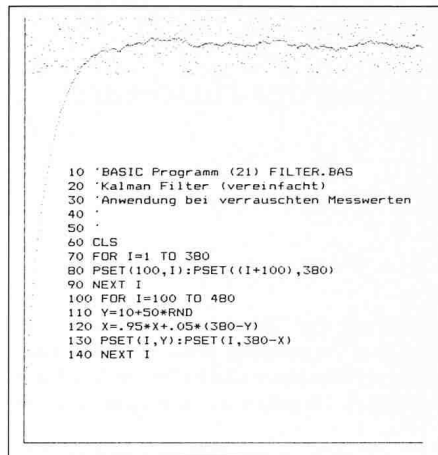 10 'BASIC Programm (21) FILTER.BAS
20 'Kalman Filter (vereinfacht)
30 'Anwendung bei verrauschten Messwerten
40 '
50 '
60 CLS
70 FOR I=1 TO 380
80 PSET(100,I):PSET((I+100),380)
90 NEXT I
100 FOR I=100 TO 480
110 Y=10+50*RND
120 X=.95*X+.05*(380-Y)
130 PSET(I,Y):PSET(I,380-X)
140 NEXT I